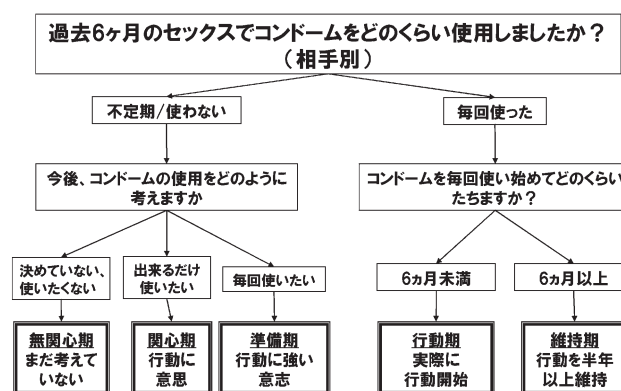 過去6ヶ月のセックスでコンドームをどのくらい使用しましたか?
(相手別)
不定期/使わない
毎回使った
今後、コンドームの使用をどのように
考えますか
コンドームを毎回使い始めてどのくらい
たちますか?
決めていない、
使いたくない
出来るだけ
使いたい
毎回使いたい
6ヵ月未満
6ヵ月以上
無関心期
まだ考えて
いない
関心期
行動に
意思
準備期
行動に強い
意志
行動期
実際に
行動開始
維持期
行動を半年
以上維持